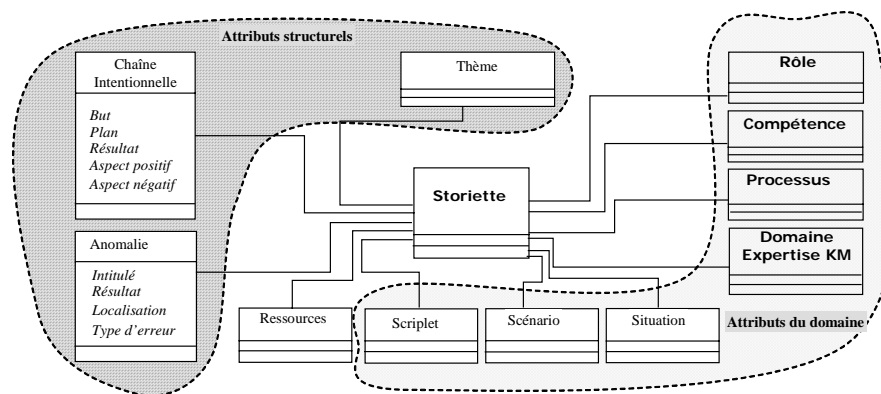 Attributs structurels
Chaîne
Intentionnelle
But
Plan
Résultat
Aspect positif
Aspect négatif
Thème
Rôle
Compétence
Processus
Domaine
Expertise KM
Storiette
Anomalie
Intitulé
Résultat
Localisation
Type d'erreur
Ressources
Scriplet
Scénario
Situation
Attributs du domaine